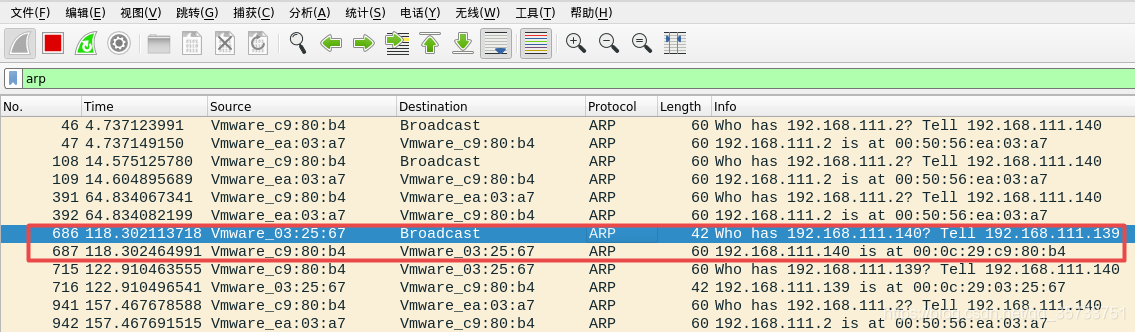 文件(F) 编辑(E) 视图(V) 跳转(G) 捕获(C) 分析(A) 统计(S) 电话(Y) 无线(W) 工具(T) 帮助(H)
arp
No. Time Source Destination Protocol Length Info
46 4.737123991 Vmware_c9:80:b4 Broadcast ARP 60 Who has 192.168.111.2? Tell 192.168.111.140
47 4.737149150 Vmware_ea:03:a7 Vmware_c9:80:b4 ARP 60 192.168.111.2 is at 00:50:56:ea:03:a7
108 14.575125780 Vmware_c9:80:b4 Broadcast ARP 60 Who has 192.168.111.2? Tell 192.168.111.140
109 14.604895689 Vmware_ea:03:a7 Vmware_c9:80:b4 ARP 60 192.168.111.2 is at 00:50:56:ea:03:a7
391 64.834067341 Vmware_c9:80:b4 Vmware_ea:03:a7 ARP 60 Who has 192.168.111.2? Tell 192.168.111.140
392 64.834082199 Vmware_ea:03:a7 Vmware_c9:80:b4 ARP 60 192.168.111.2 is at 00:50:56:ea:03:a7
686 118.302113718 Vmware_03:25:67 Broadcast ARP 42 Who has 192.168.111.140? Tell 192.168.111.139
687 118.302464991 Vmware_c9:80:b4 Vmware_03:25:67 ARP 60 192.168.111.140 is at 00:0c:29:c9:80:b4
715 122.910463555 Vmware_c9:80:b4 Vmware_03:25:67 ARP 60 Who has 192.168.111.139? Tell 192.168.111.140
716 122.910496541 Vmware_03:25:67 Vmware_c9:80:b4 ARP 42 192.168.111.139 is at 00:0c:29:03:25:67
941 157.467678588 Vmware_c9:80:b4 Vmware_ea:03:a7 ARP 60 Who has 192.168.111.2? Tell 192.168.111.140
942 157.467691515 Vmware_ea:03:a7 Vmware_c9:80:b4 ARP 60 192.168.111.2 is at 00:50:56:ea:03:a7